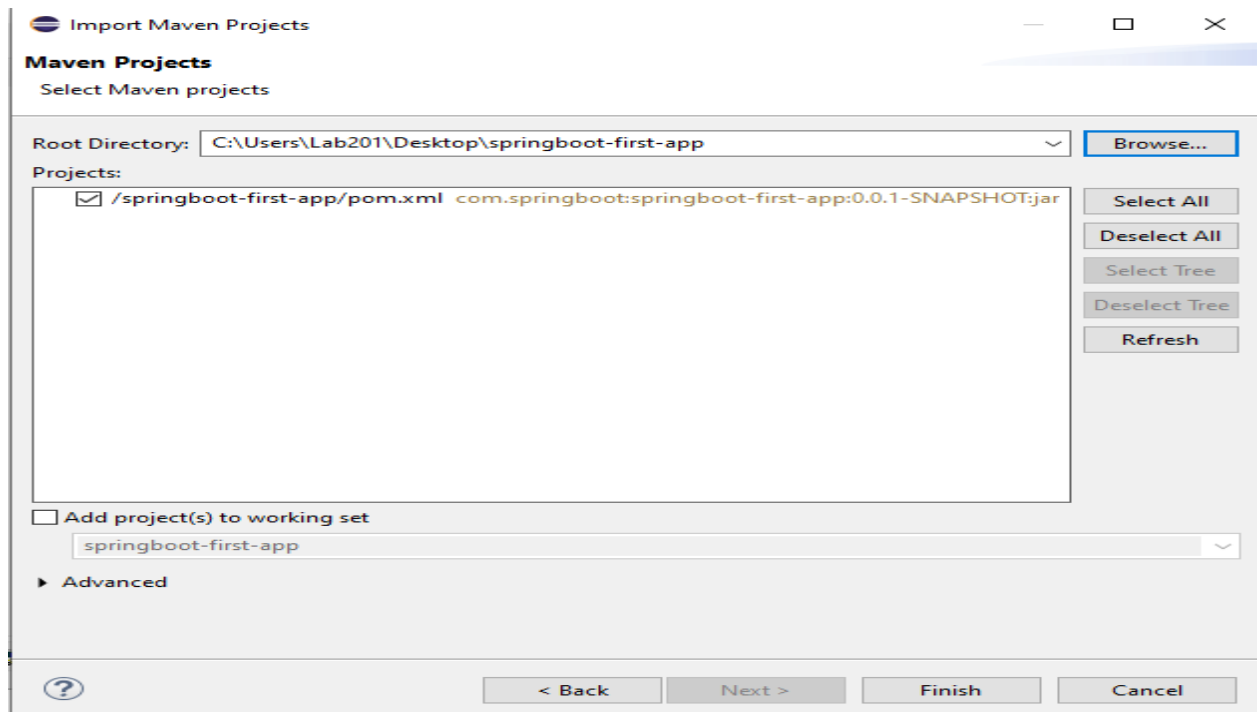 Import Maven Projects
Maven Projects
Select Maven projects
Root Directory: C:\Users\Lab201\Desktop\springboot-first-app Browse...
Projects:
/springboot-first-app/pom.xml com.springboot:springboot-first-app:0.0.1-SNAPSHOT:jar
Select All
Deselect All
Select Tree
Deselect Tree
Refresh
Add project(s) to working set
springboot-first-app
Advanced
? < Back Next > Finish Cancel